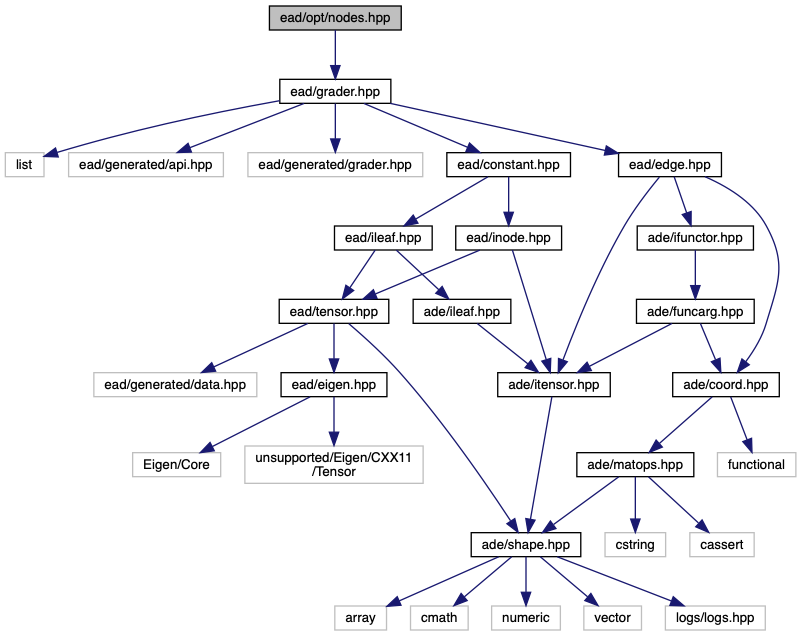 ead/opt/nodes.hpp
ead/grader.hpp
list
ead/generated/api.hpp
ead/generated/grader.hpp
ead/constant.hpp
ead/edge.hpp
ead/ileaf.hpp
ead/inode.hpp
ade/ifunctor.hpp
ead/tensor.hpp
ade/ileaf.hpp
ade/funcarg.hpp
ead/generated/data.hpp
ead/eigen.hpp
ade/itensor.hpp
ade/coord.hpp
Eigen/Core
unsupported/Eigen/CXX11
/Tensor
ade/matops.hpp
functional
ade/shape.hpp
cstring
cassert
array
cmath
numeric
vector
logs/logs.hpp